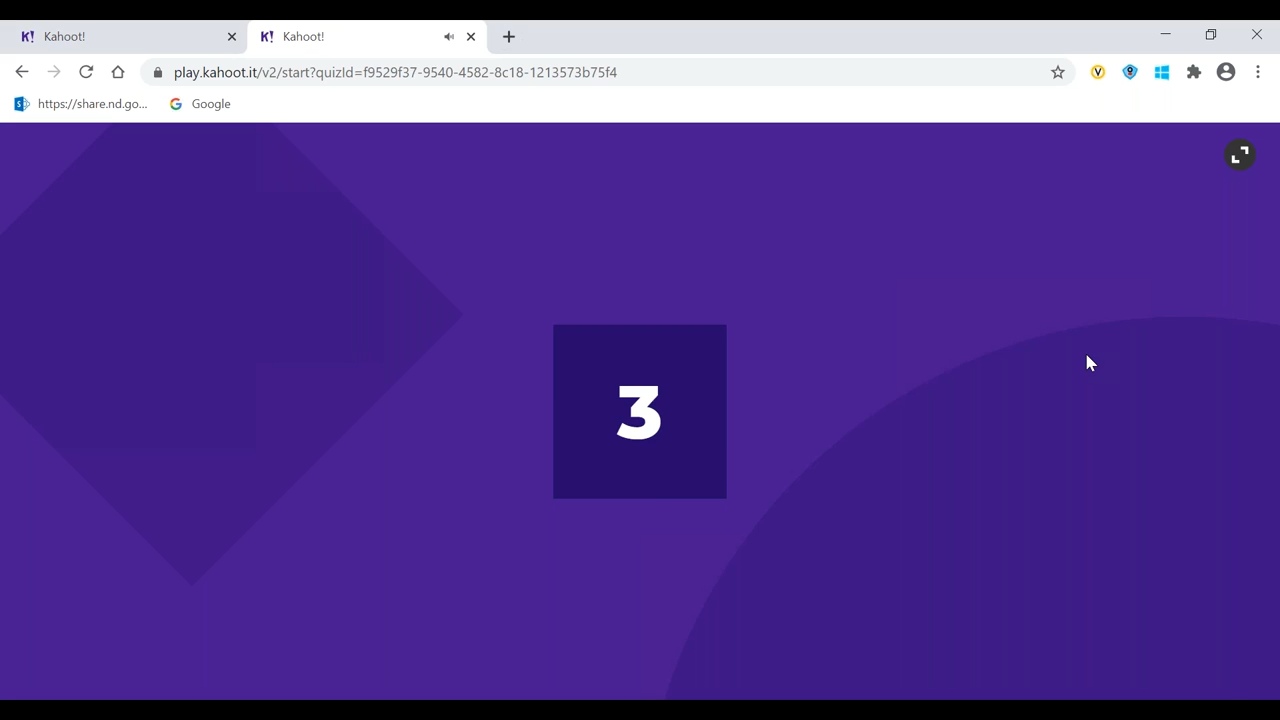 K! Kahoot!
K! Kahoot!
play.kahoot.it/v2/start?quizId=f9529f37-9540-4582-8c18-1213573b75f4
https://share.nd.go...
Google
3